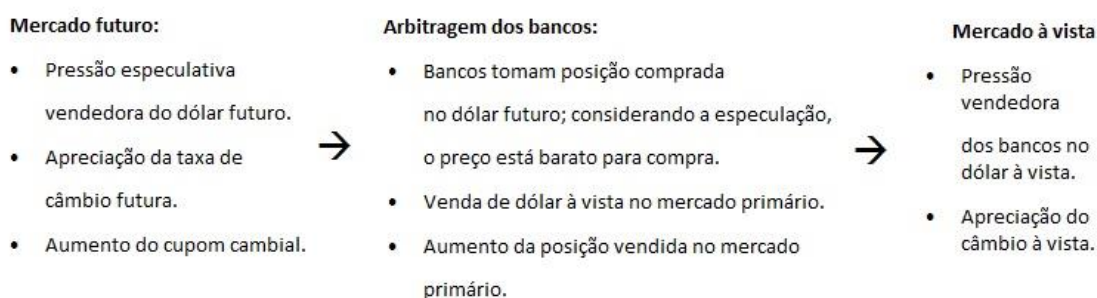 Mercado futuro:
• Pressão especulativa
vendedora do dólar futuro.
• Apreciação da taxa de
câmbio futura.
• Aumento do cupom cambial.
→
Arbitragem dos bancos:
• Bancos tomam posição comprada
no dólar futuro; considerando a especulação,
o preço está barato para compra.
• Venda de dólar à vista no mercado primário.
• Aumento da posição vendida no mercado
primário.
→
Mercado à vista
• Pressão
vendedora
dos bancos no
dólar à vista.
• Apreciação do
câmbio à vista.